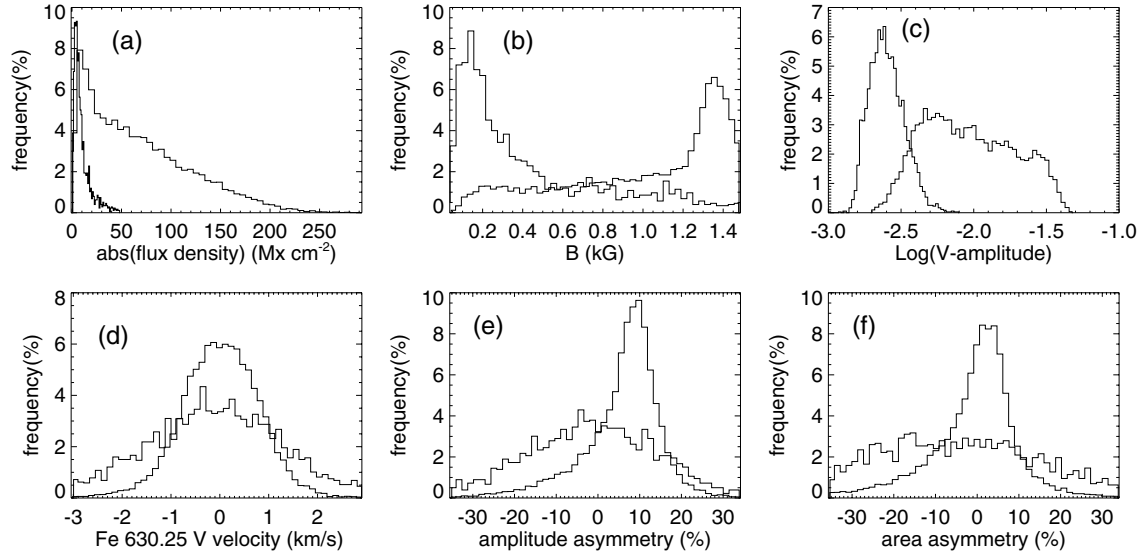 (a)
frequency(%)
10
8
6
4
2
0
0 50 100 150 200 250
abs(flux density) (Mx cm-2)
(b)
frequency(%)
10
8
6
4
2
0
0.2 0.4 0.6 0.8 1.0 1.2 1.4
B (kG)
(c)
frequency(%)
7
6
5
4
3
2
1
0
-3.0 -2.5 -2.0 -1.5 -1.0
Log(V-amplitude)
(d)
frequency(%)
8
6
4
2
0
-3 -2 -1 0 1 2
Fe 630.25 V velocity (km/s)
(e)
frequency(%)
10
8
6
4
2
0
-30 -20 -10 0 10 20 30
amplitude asymmetry (%)
(f)
frequency(%)
10
8
6
4
2
0
-30 -20 -10 0 10 20 30
area asymmetry (%)